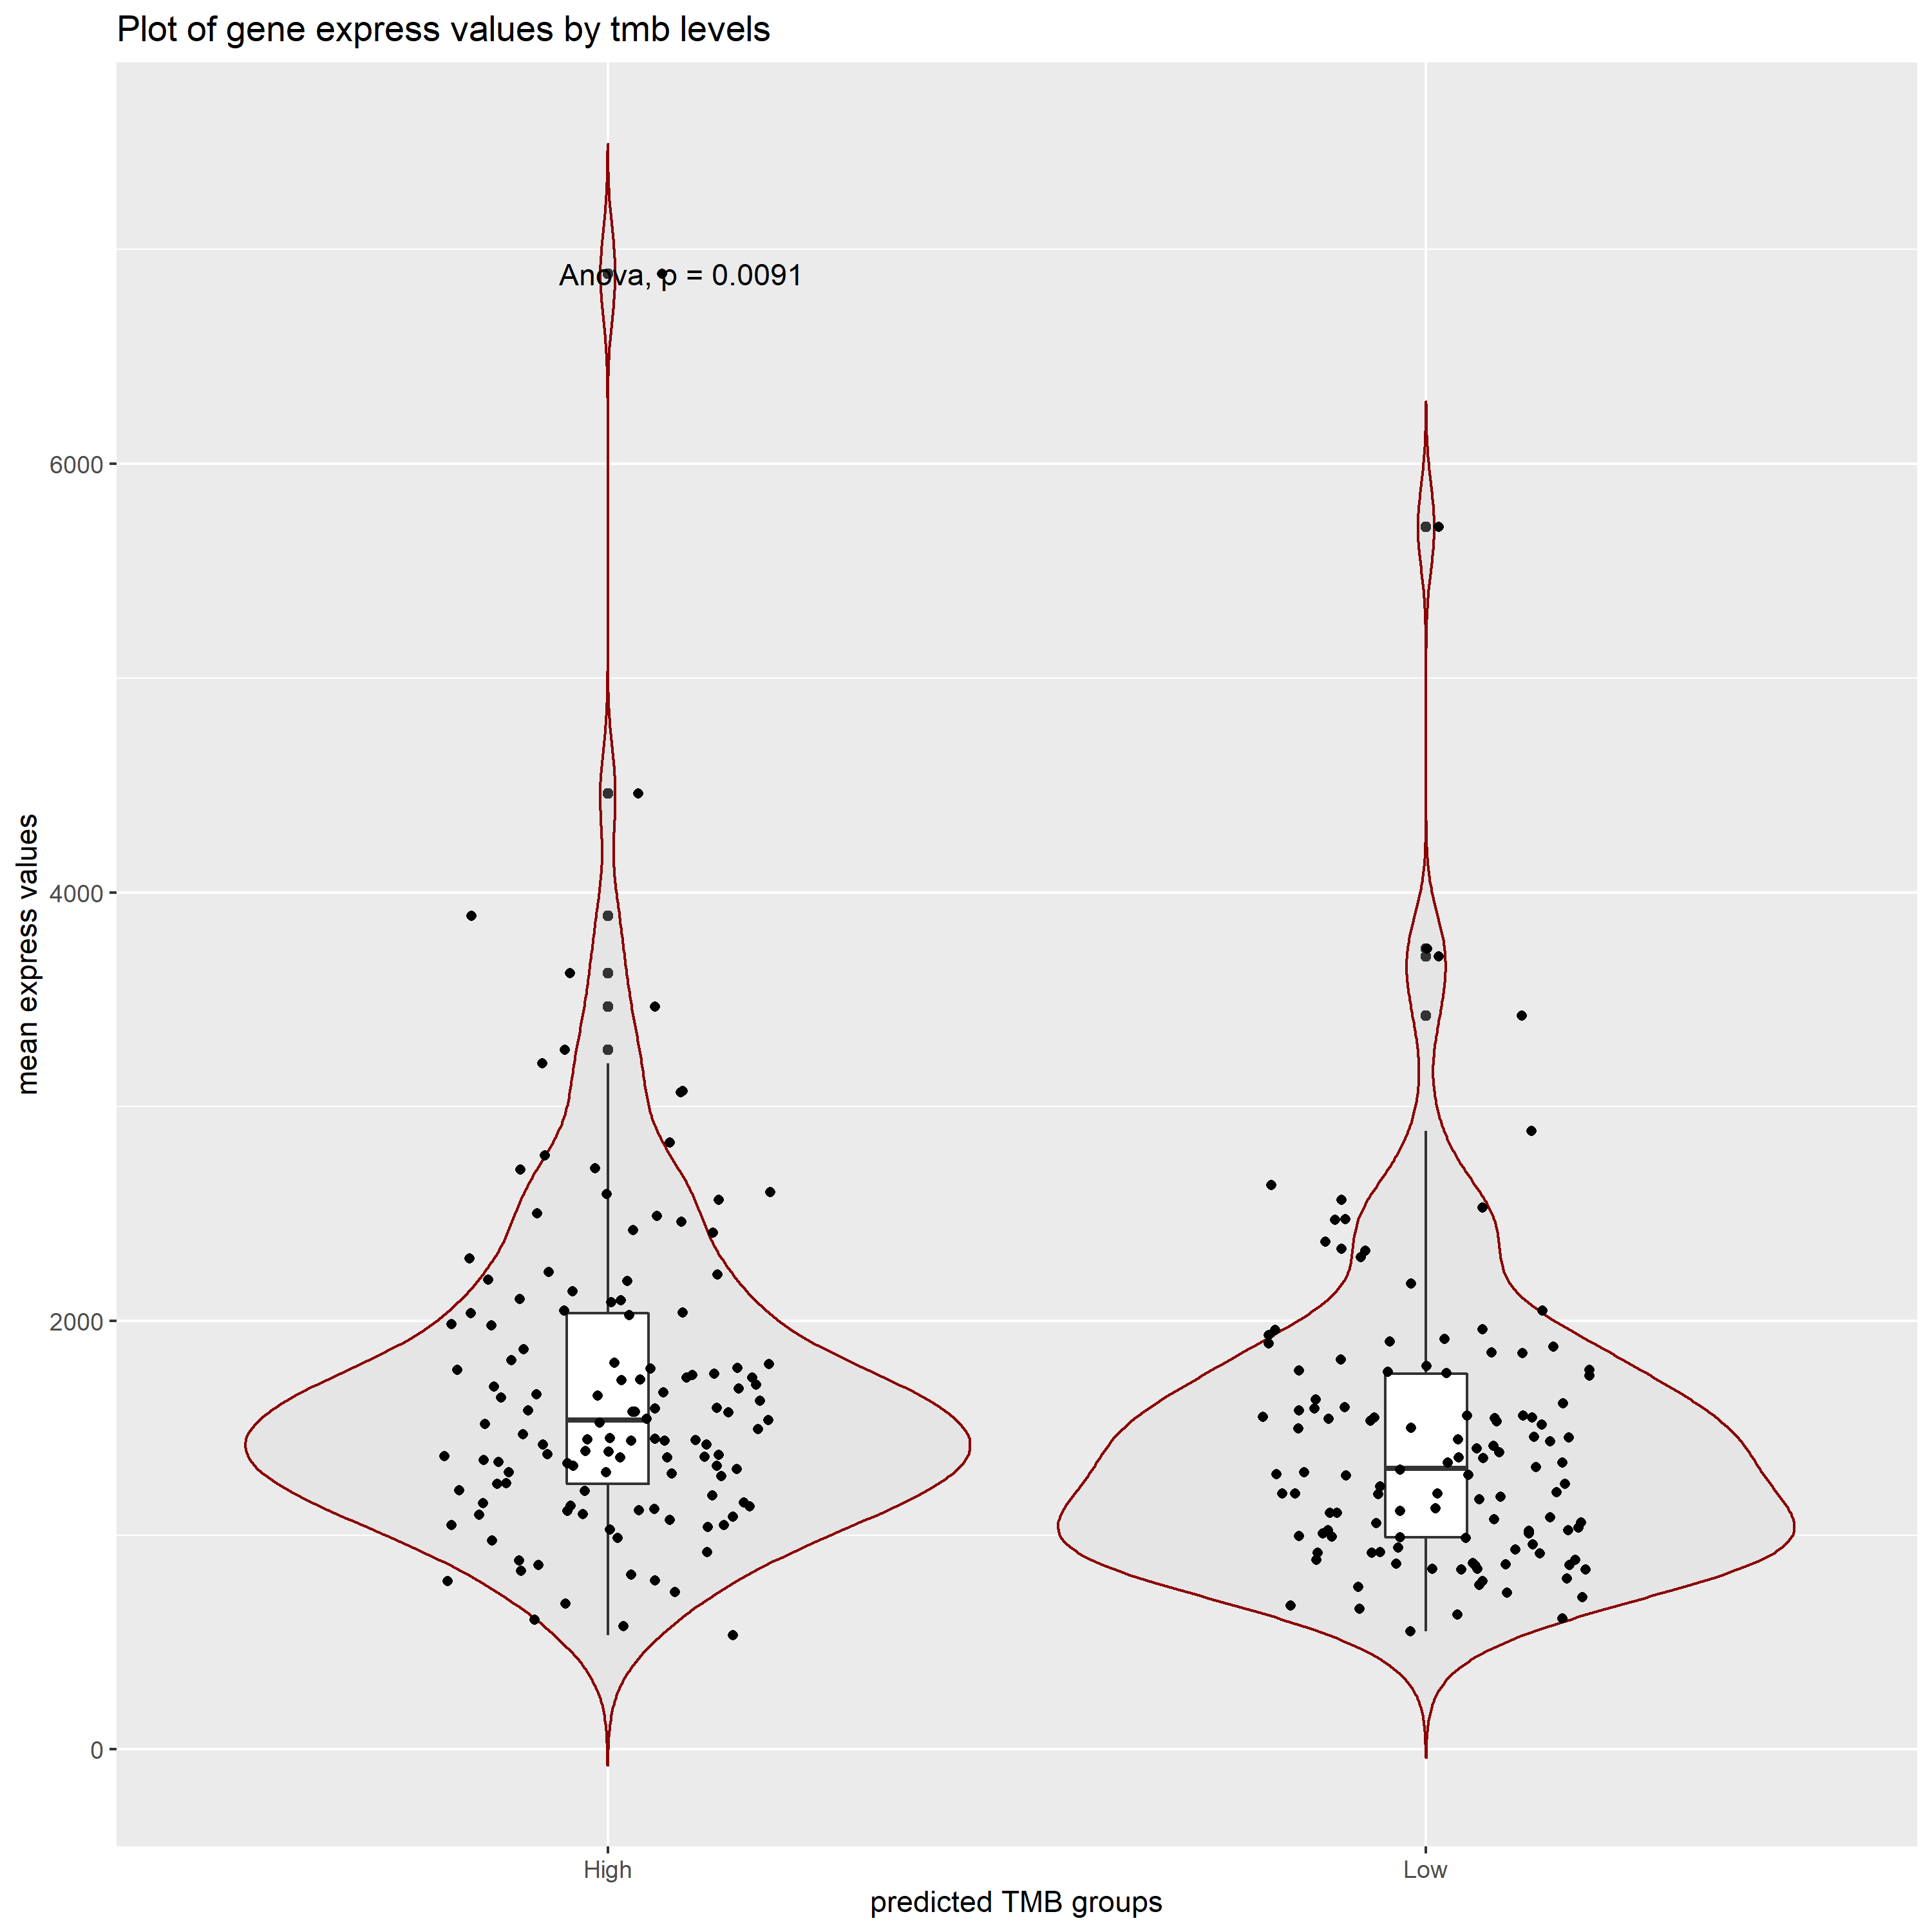 Plot of gene express values by tmb levels
Anova, p = 0.0091
mean express values
6000
4000
2000
0
High
Low
predicted TMB groups